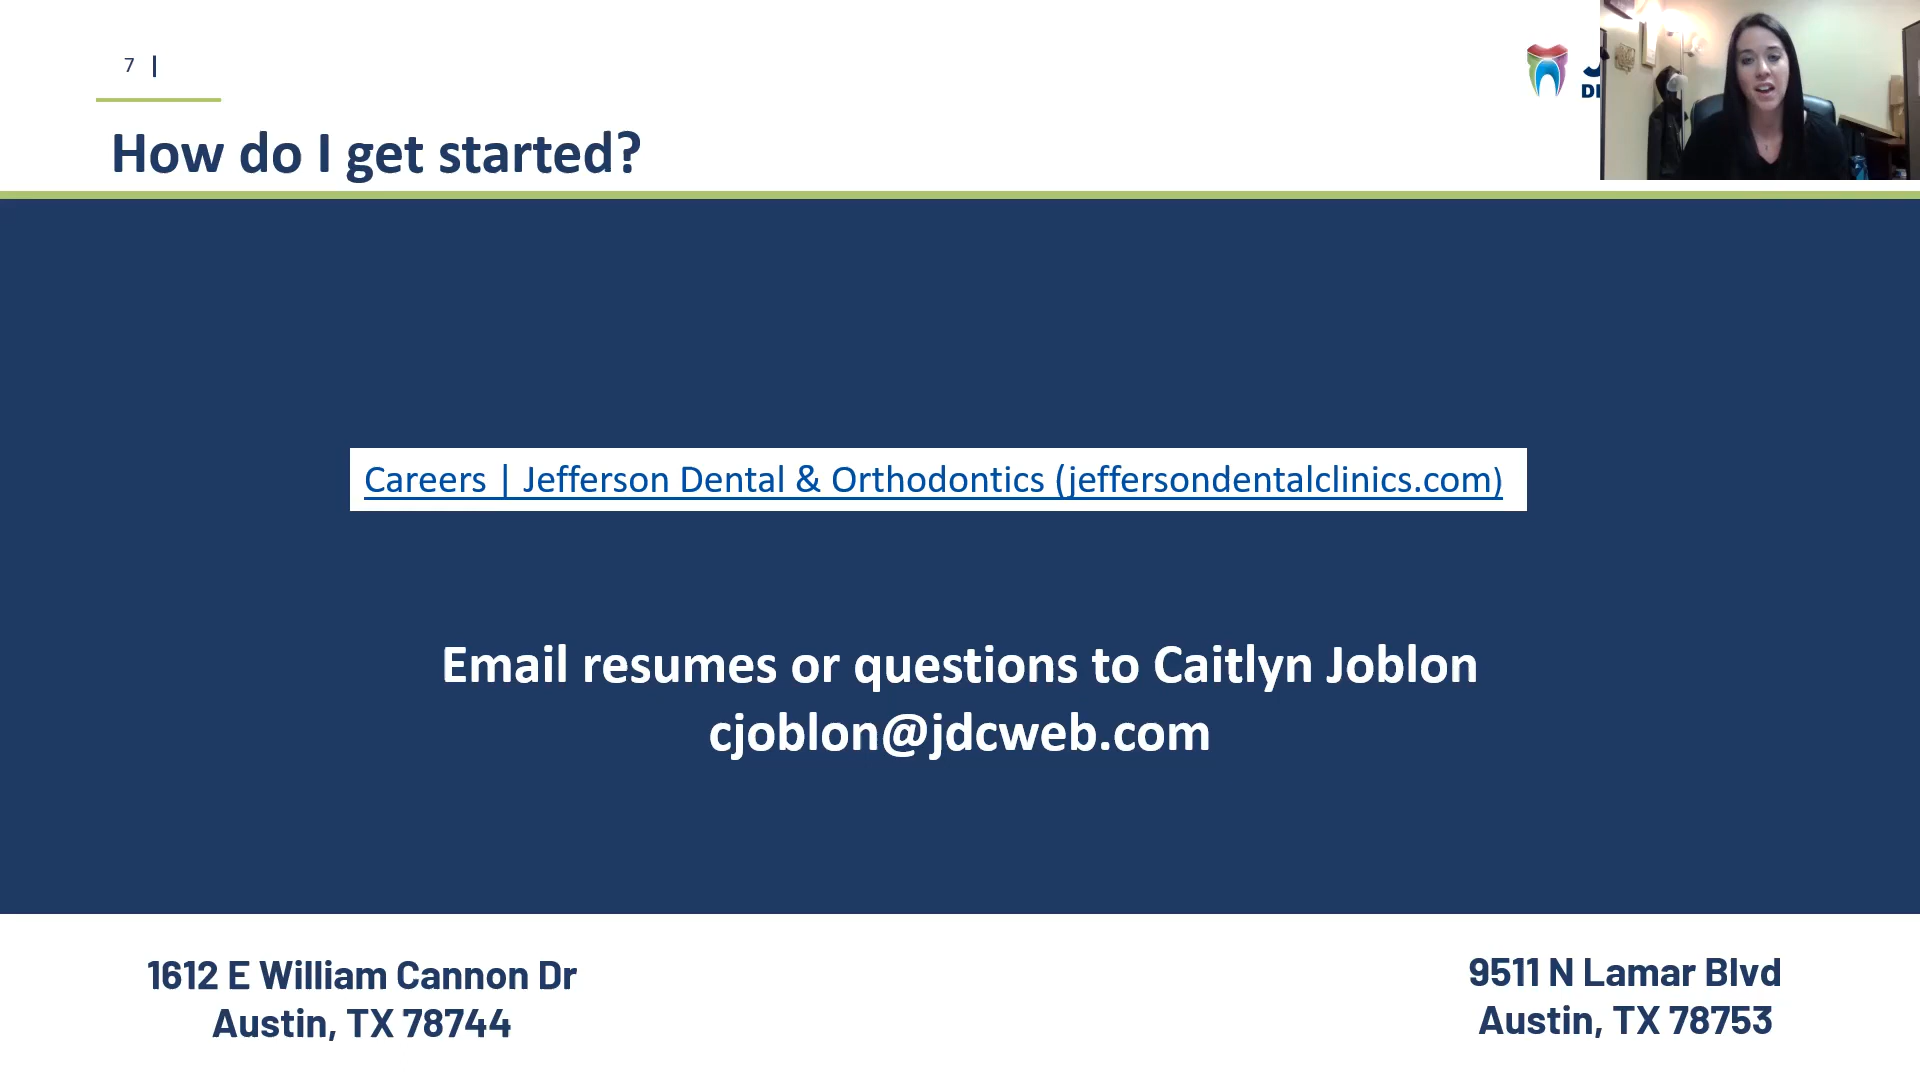 7
How do I get started?
Careers | Jefferson Dental & Orthodontics (jeffersondentalclinics.com)
Email resumes or questions to Caitlyn Joblon
cjoblon@jdcweb.com
1612 E William Cannon Dr
Austin, TX 78744
9511 N Lamar Blvd
Austin, TX 78753